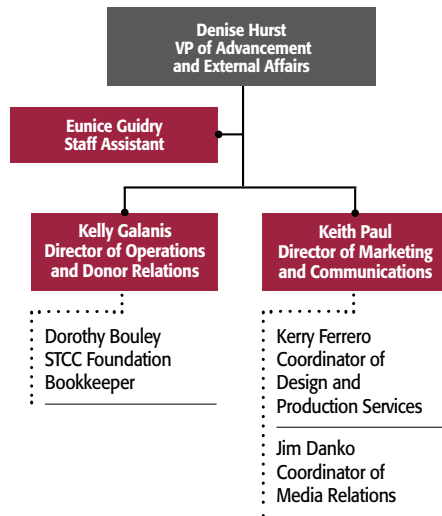 Denise Hurst
VP of Advancement
and External Affairs
Eunice Guidry
Staff Assistant
Kelly Galanis
Director of Operations
and Donor Relations
Keith Paul
Director of Marketing
and Communications
Dorothy Bouley
STCC Foundation
Bookkeeper
Kerry Ferrero
Coordinator of
Design and
Production Services
Jim Danko
Coordinator of
Media Relations